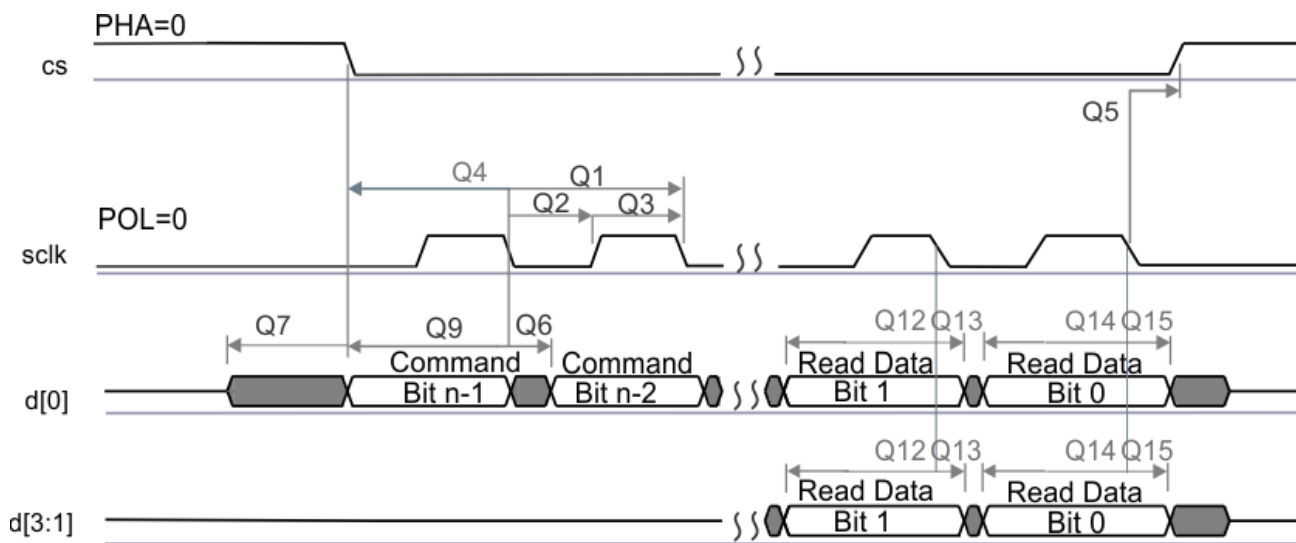 PHA=0
cs
Q5
Q4 Q1
Q2 Q3
POL=0
sclk
Q7 Q9 Q6 Q12 Q13 Q14 Q15
Command Command Read Data Read Data
d[0] Bit n-1 Bit n-2 Bit 1 Bit 0
Q12 Q13 Q14 Q15
Read Data Read Data
d[3:1] Bit 1 Bit 0